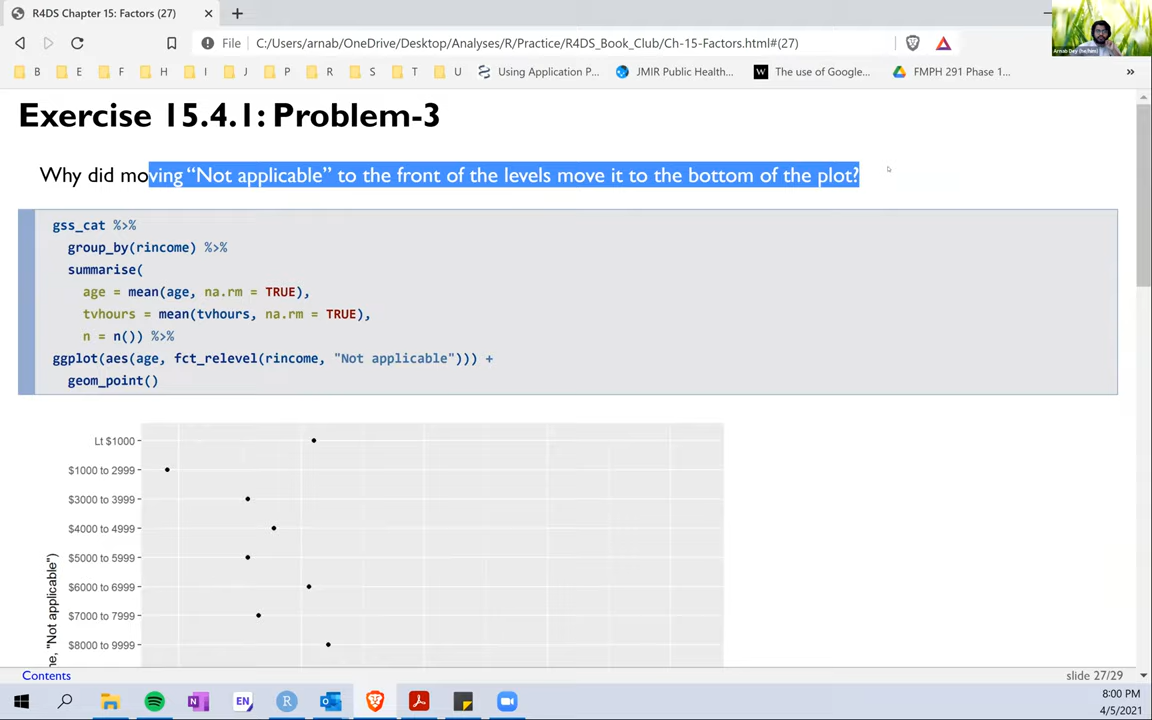 R4DS Chapter 15: Factors (27)
File C:/Users/arnab/OneDrive/Desktop/Analyses/R/Practice/R4DS_Book_Club/Ch-15-Factors.html#(27)
B E F H I J P R S T U Using Application P... JMIR Public Health... The use of Google... FMPH 291 Phase 1... »
Exercise 15.4.1: Problem-3
Why did moving “Not applicable” to the front of the levels move it to the bottom of the plot?
gss_cat %>%
group_by(rincome) %>%
summarise(
age = mean(age, na.rm = TRUE),
tvhours = mean(tvhours, na.rm = TRUE),
n = n()) %>%
ggplot(aes(age, fct_relevel(rincome, "Not applicable"))) +
geom_point()
Lt $1000
$1000 to 2999
$3000 to 3999
$4000 to 4999
$5000 to 5999
$6000 to 6999
$7000 to 7999
$8000 to 9999
ne, "Not applicable")
Contents
slide 27/29
8:00 PM
4/5/2021